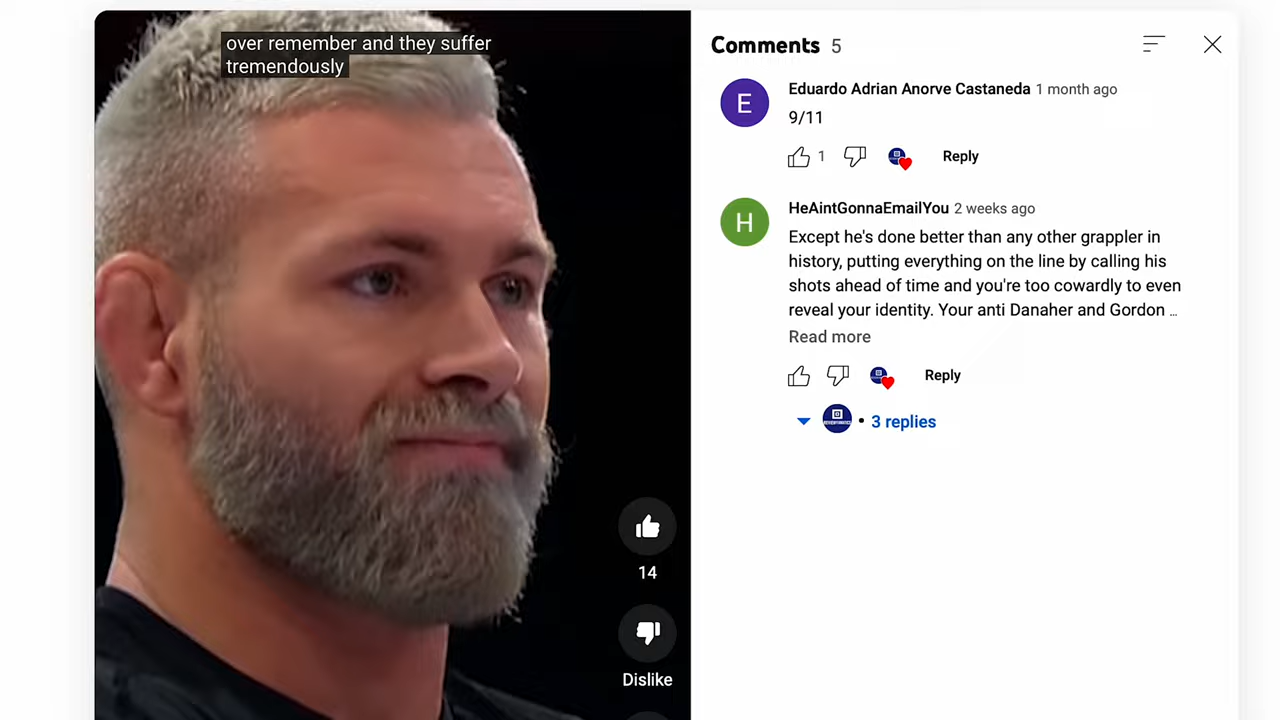 over remember and they suffer
tremendously
14
Dislike
Comments 5
E
Eduardo Adrian Anorve Castaneda 1 month ago
9/11
1 Reply
H
HeAintGonnaEmailYou 2 weeks ago
Except he's done better than any other grappler in
history, putting everything on the line by calling his
shots ahead of time and you're too cowardly to even
reveal your identity. Your anti Danaher and Gordon ...
Read more
Reply
• 3 replies